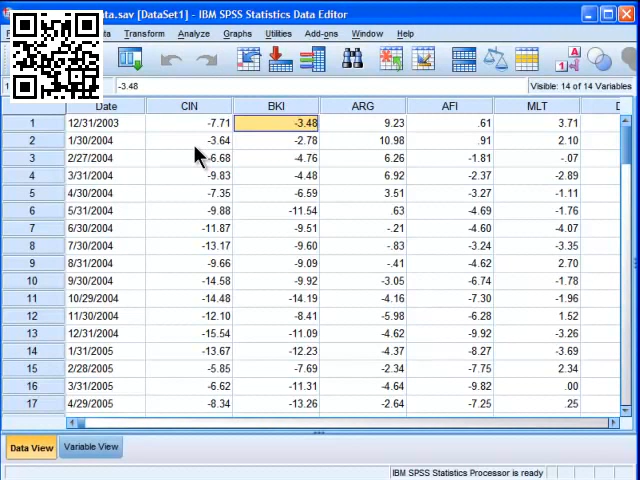 ta.sav [DataSet1] - IBM SPSS Statistics Data Editor
Transform Analyze Graphs Utilities Add-ons Window Help
-3.48 Visible: 14 of 14 Variables
Date CIN BKI ARG AFI MLT
1 12/31/2003 -7.71 -3.48 9.23 .61 3.71
2 1/30/2004 -3.64 -2.78 10.98 .91 2.10
3 2/27/2004 -6.68 -4.76 6.26 -1.81 -.07
4 3/31/2004 -9.83 -4.48 6.92 -2.37 -2.89
5 4/30/2004 -7.35 -6.59 3.51 -3.27 -1.11
6 5/31/2004 -9.88 -11.54 .63 -4.69 -1.76
7 6/30/2004 -11.87 -9.51 -.21 -4.60 -4.07
8 7/30/2004 -13.17 -9.60 -.83 -3.24 -3.35
9 8/31/2004 -9.66 -9.09 -.41 -4.62 2.70
10 9/30/2004 -14.58 -9.92 -3.05 -6.74 -1.78
11 10/29/2004 -14.48 -14.19 -4.16 -7.30 -1.96
12 11/30/2004 -12.10 -8.41 -5.98 -6.28 1.52
13 12/31/2004 -15.54 -11.09 -4.62 -9.92 -3.26
14 1/31/2005 -13.67 -12.23 -4.37 -8.27 -3.69
15 2/28/2005 -5.85 -7.69 -2.34 -7.75 2.34
16 3/31/2005 -6.62 -11.31 -4.64 -9.82 .00
17 4/29/2005 -8.34 -13.26 -2.64 -7.25 .25
Data View Variable View
IBM SPSS Statistics Processor is ready